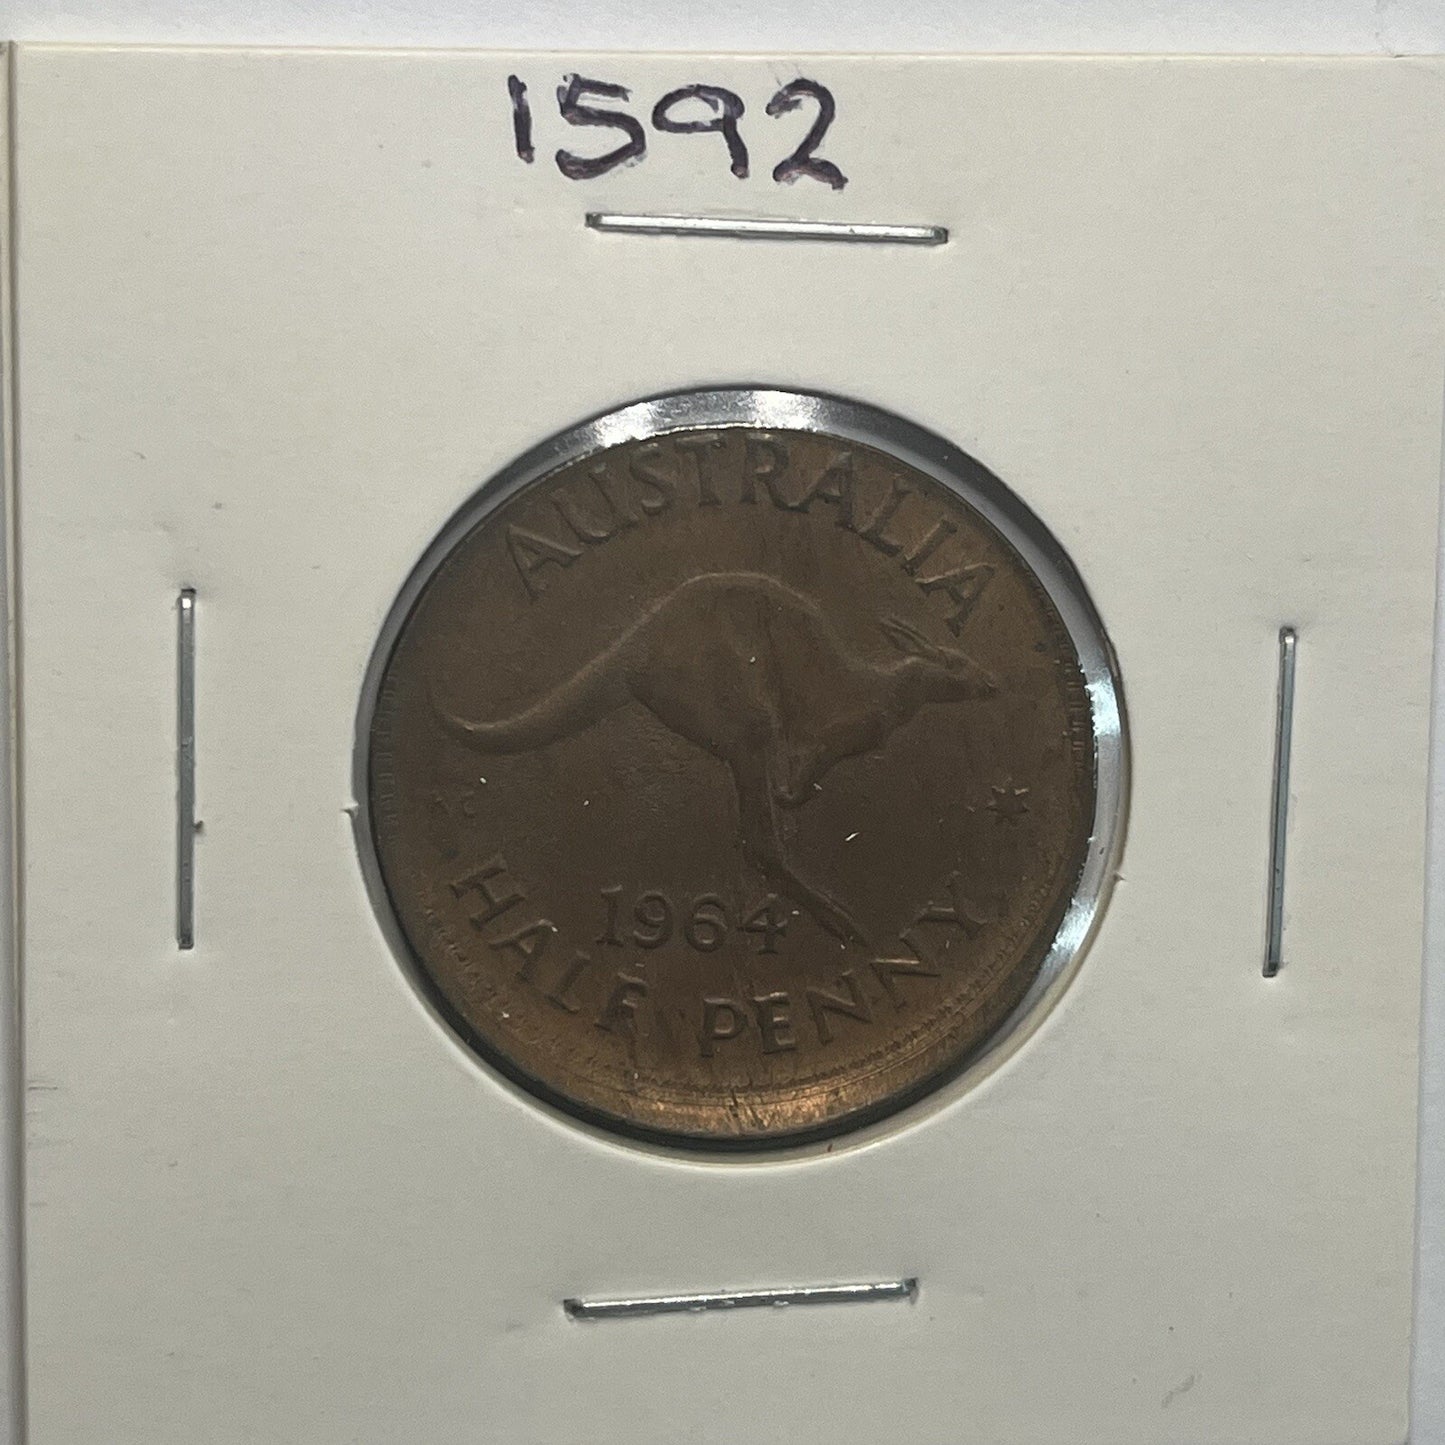 1592
AUSTRALIA
1964
HALF PENNY